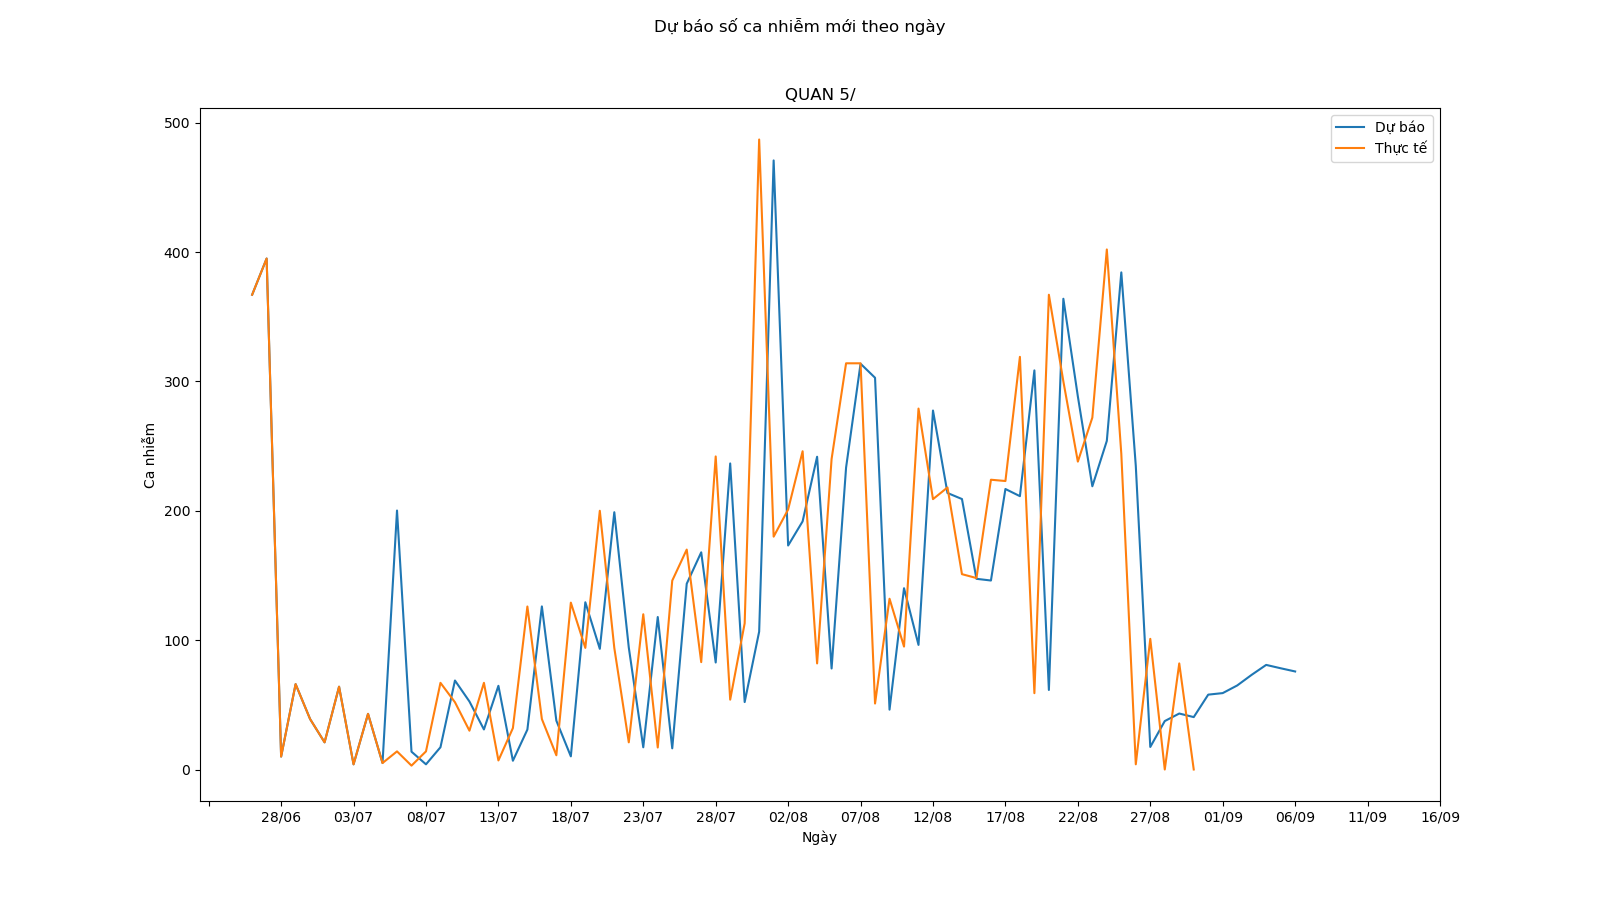 Dự báo số ca nhiễm mới theo ngày
QUAN 5/
500
400
300
200
100
0
Ca nhiễm
Dự báo
Thực tế
28/06 03/07 08/07 13/07 18/07 23/07 28/07 02/08 07/08 12/08 17/08 22/08 27/08 01/09 06/09 11/09 16/09
Ngày